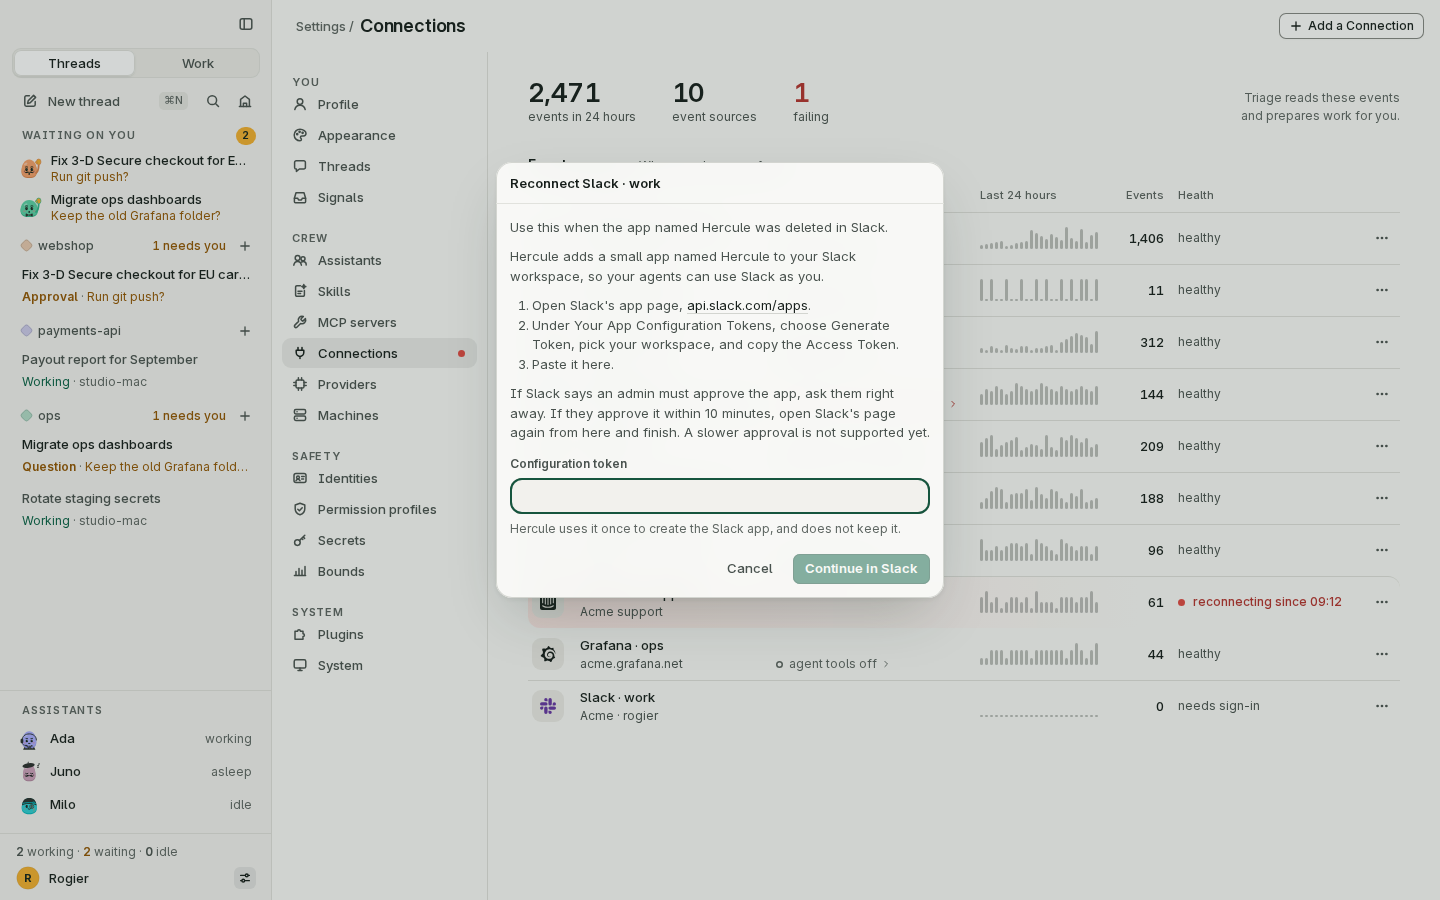 Threads
Work
New thread
⌘N
WAITING ON YOU
2
Fix 3-D Secure checkout for E…
Run git push?
Migrate ops dashboards
Keep the old Grafana folder?
webshop
1 needs you
Fix 3-D Secure checkout for EU car…
Approval · Run git push?
payments-api
Payout report for September
Working · studio-mac
ops
1 needs you
Migrate ops dashboards
Question · Keep the old Grafana fold…
Rotate staging secrets
Working · studio-mac
ASSISTANTS
Ada
working
Juno
asleep
Milo
idle
2 working · 2 waiting · 0 idle
R
Rogier
Settings / Connections
Add a Connection
YOU
Profile
Appearance
Threads
Signals
CREW
Assistants
Skills
MCP servers
Connections
Providers
Machines
SAFETY
Identities
Permission profiles
Secrets
Bounds
SYSTEM
Plugins
System
2,471
events in 24 hours
10
event sources
1
failing
Triage reads these events
and prepares work for you.
Last 24 hours
Events
Health
1,406
healthy
11
healthy
312
healthy
144
healthy
209
healthy
188
healthy
96
healthy
Acme support
61
reconnecting since 09:12
Grafana · ops
acme.grafana.net
agent tools off
44
healthy
Slack · work
Acme · rogier
0
needs sign-in
Reconnect Slack · work
Use this when the app named Hercule was deleted in Slack.
Hercule adds a small app named Hercule to your Slack
workspace, so your agents can use Slack as you.
1. Open Slack's app page, api.slack.com/apps.
2. Under Your App Configuration Tokens, choose Generate
Token, pick your workspace, and copy the Access Token.
3. Paste it here.
If Slack says an admin must approve the app, ask them right
away. If they approve it within 10 minutes, open Slack's page
again from here and finish. A slower approval is not supported yet.
Configuration token
Hercule uses it once to create the Slack app, and does not keep it.
Cancel
Continue in Slack